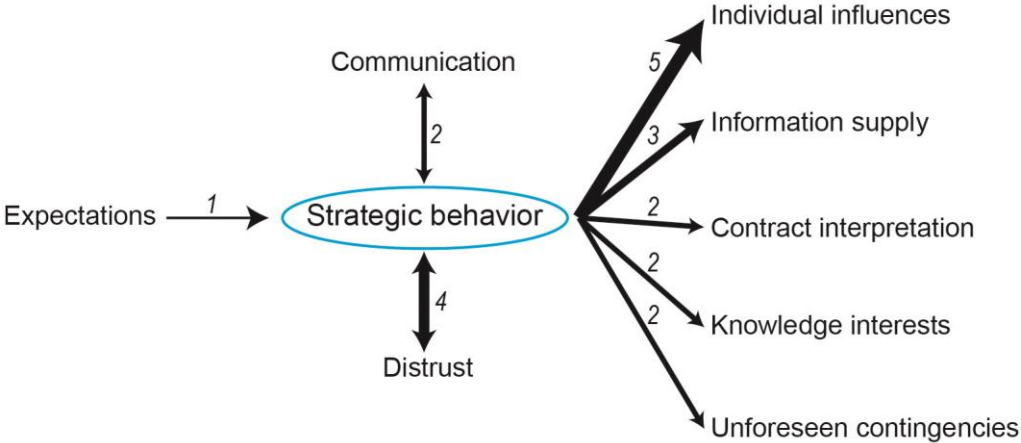 Individual influences
5
Communication
Information supply
2
3
Expectations
1
Strategic behavior
2
Contract interpretation
2
4
2
Knowledge interests
Distrust
Unforeseen contingencies